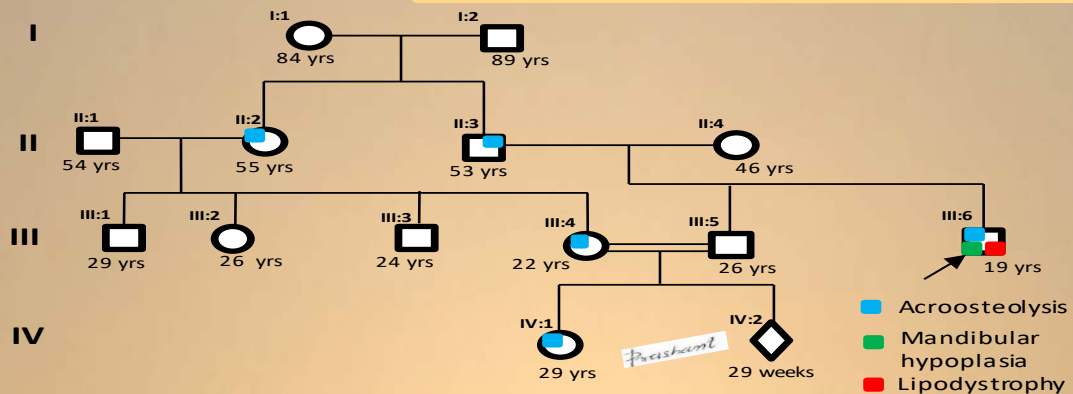 I
I:1
I:2
84 yrs
89 yrs
II
II:1
II:2
II:3
II:4
54 yrs
55 yrs
53 yrs
46 yrs
III
III:1
III:2
III:3
III:4
III:5
III:6
29 yrs
26 yrs
24 yrs
22 yrs
26 yrs
19 yrs
IV
IV:1
IV:2
29 yrs
Prashant
29 weeks
Acroosteolysis
Mandibular
hypoplasia
Lipodystrophy